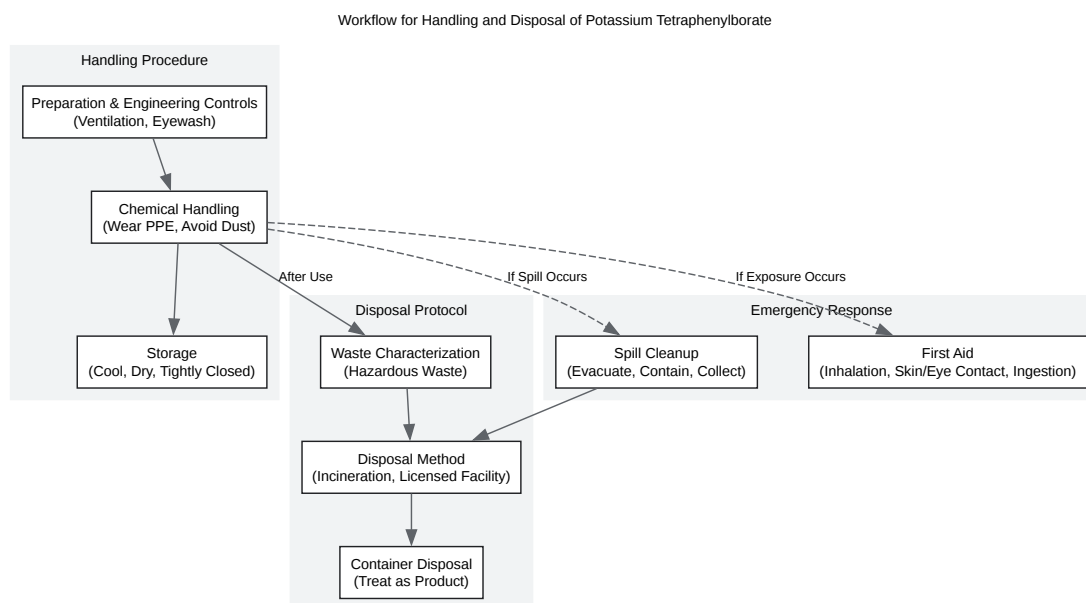 Workflow for Handling and Disposal of Potassium Tetraphenylborate
Handling Procedure
Preparation & Engineering Controls
(Ventilation, Eyewash)
Chemical Handling
(Wear PPE, Avoid Dust)
After Use
If Spill Occurs
If Exposure Occurs
Disposal Protocol
Emergency Response
Storage
(Cool, Dry, Tightly Closed)
Waste Characterization
(Hazardous Waste)
Spill Cleanup
(Evacuate, Contain, Collect)
First Aid
(Inhalation, Skin/Eye Contact, Ingestion)
Disposal Method
(Incineration, Licensed Facility)
Container Disposal
(Treat as Product)